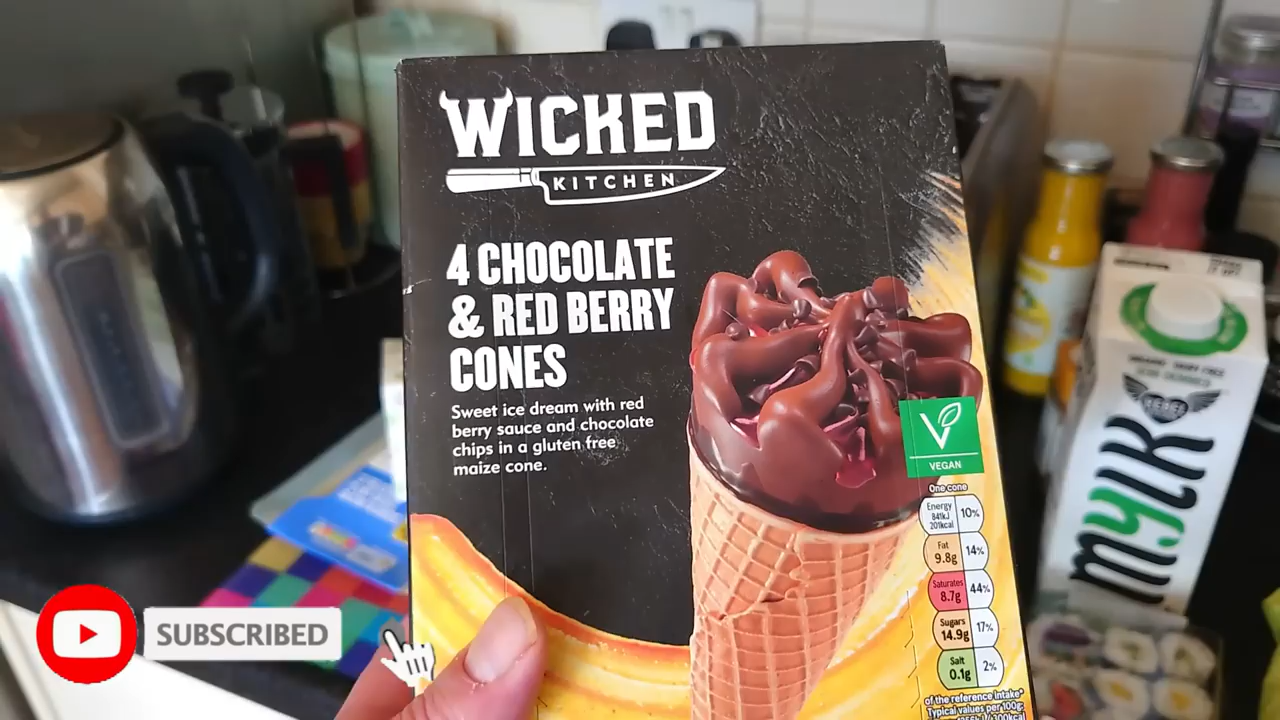 WICKED
KITCHEN
4 CHOCOLATE
& RED BERRY
CONES
Sweet ice dream with red
berry sauce and chocolate
chips in a gluten free
maize cone.
VEGAN
One cone
Energy
841kJ
201kcal
10%
Fat
9.8g
14%
Saturates
8.7g
44%
Sugars
14.9g
17%
Salt
0.1g
2%
of the reference intake*
Typical values per 100g:
REBEL
MYLK
SUBSCRIBED